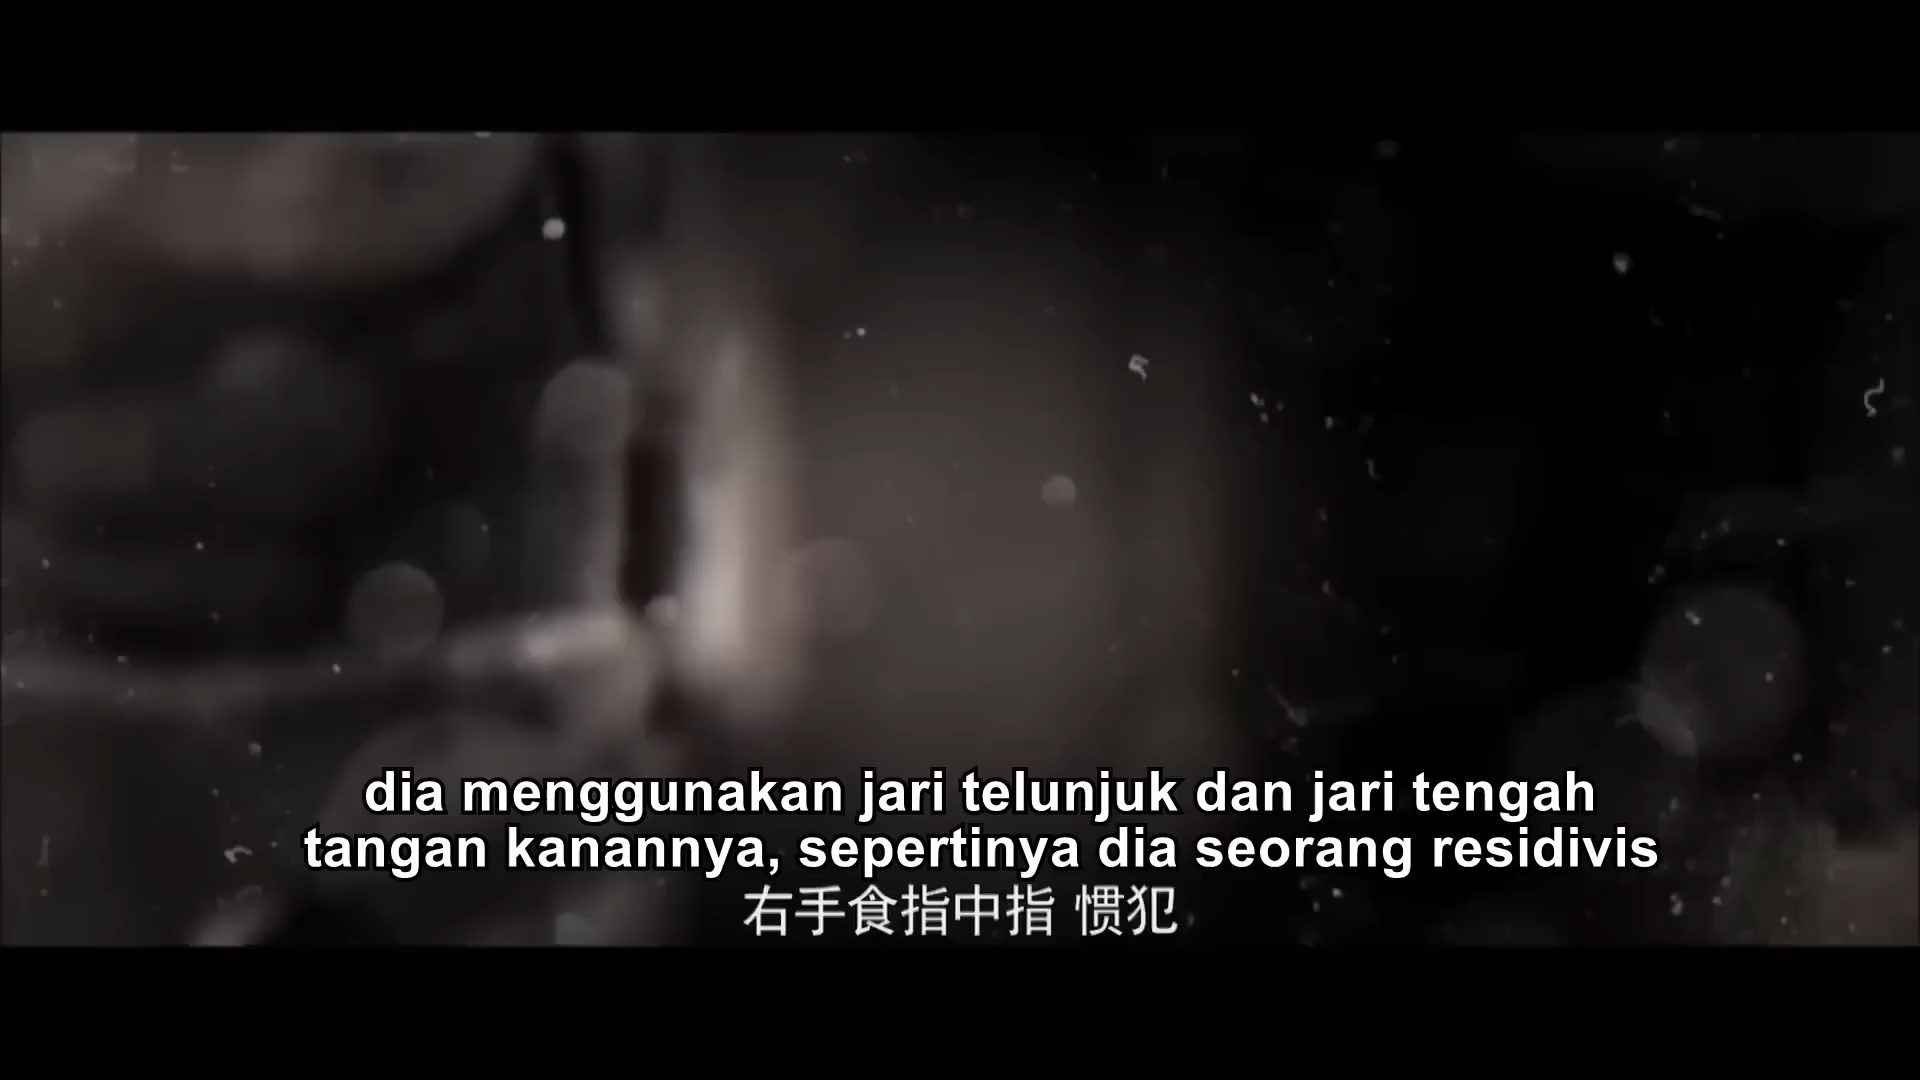 dia menggunakan jari telunjuk dan jari tengah
tangan kanannya, sepertinya dia seorang residivis
右手食指中指 惯犯